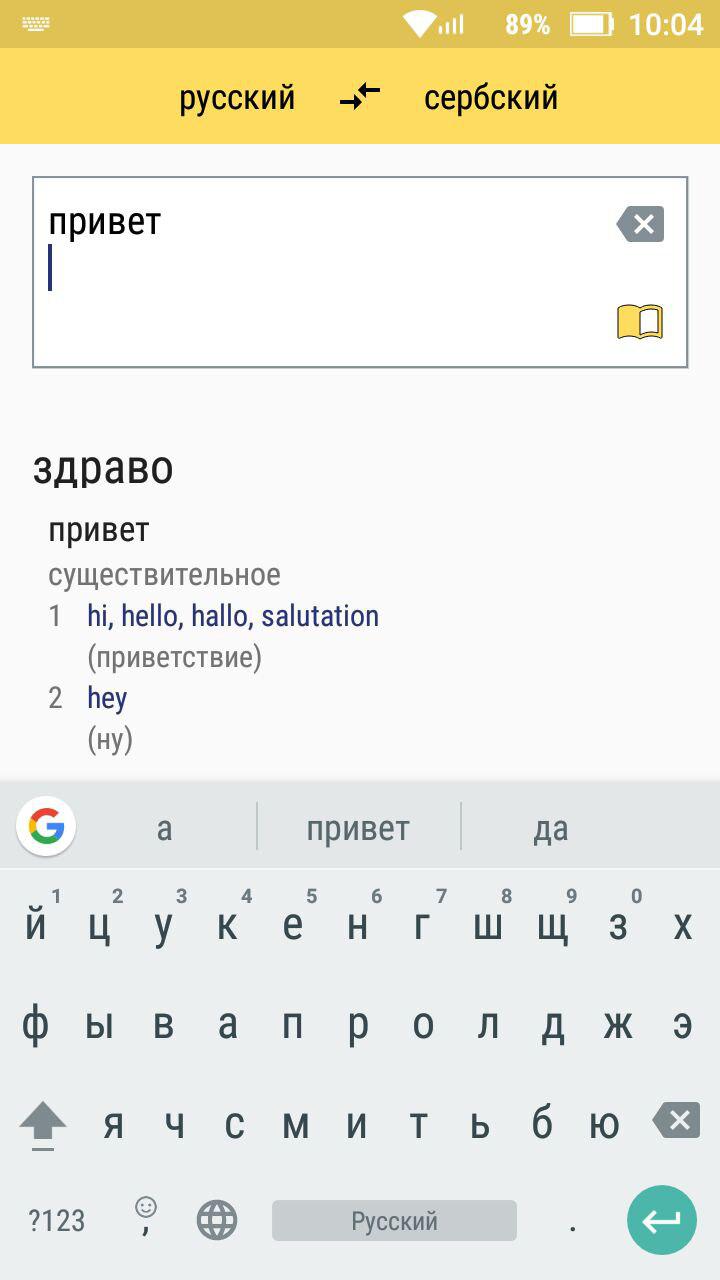 89% 10:04
русский сербский
привет
здраво
привет
существительное
1 hi, hello, hallo, salutation
(приветствие)
2 hey
(ну)
G а привет да
1 2 3 4 5 6 7 8 9 0
й ц у к е н г ш щ з х
ф ы в а п р о л д ж э
я ч с м и т ь б ю
?123 , Русский .